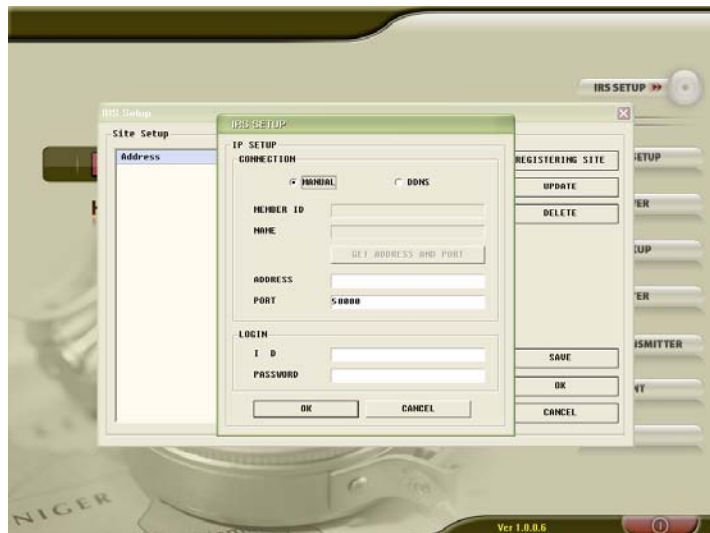 IRS SETUP
IRS Setup
Site Setup
Address
REGISTERING SITE
UPDATE
DELETE
SAVE
OK
CANCEL
IRS SETUP
IP SETUP
CONNECTION
MANUAL
DDNS
MEMBER ID
NAME
GET ADDRESS AND PORT
ADDRESS
PORT
50000
LOGIN
I D
PASSWORD
OK
CANCEL
ETUP
ER
UP
ER
SMITTER
NT
NIGER
Ver 1.0.0.6